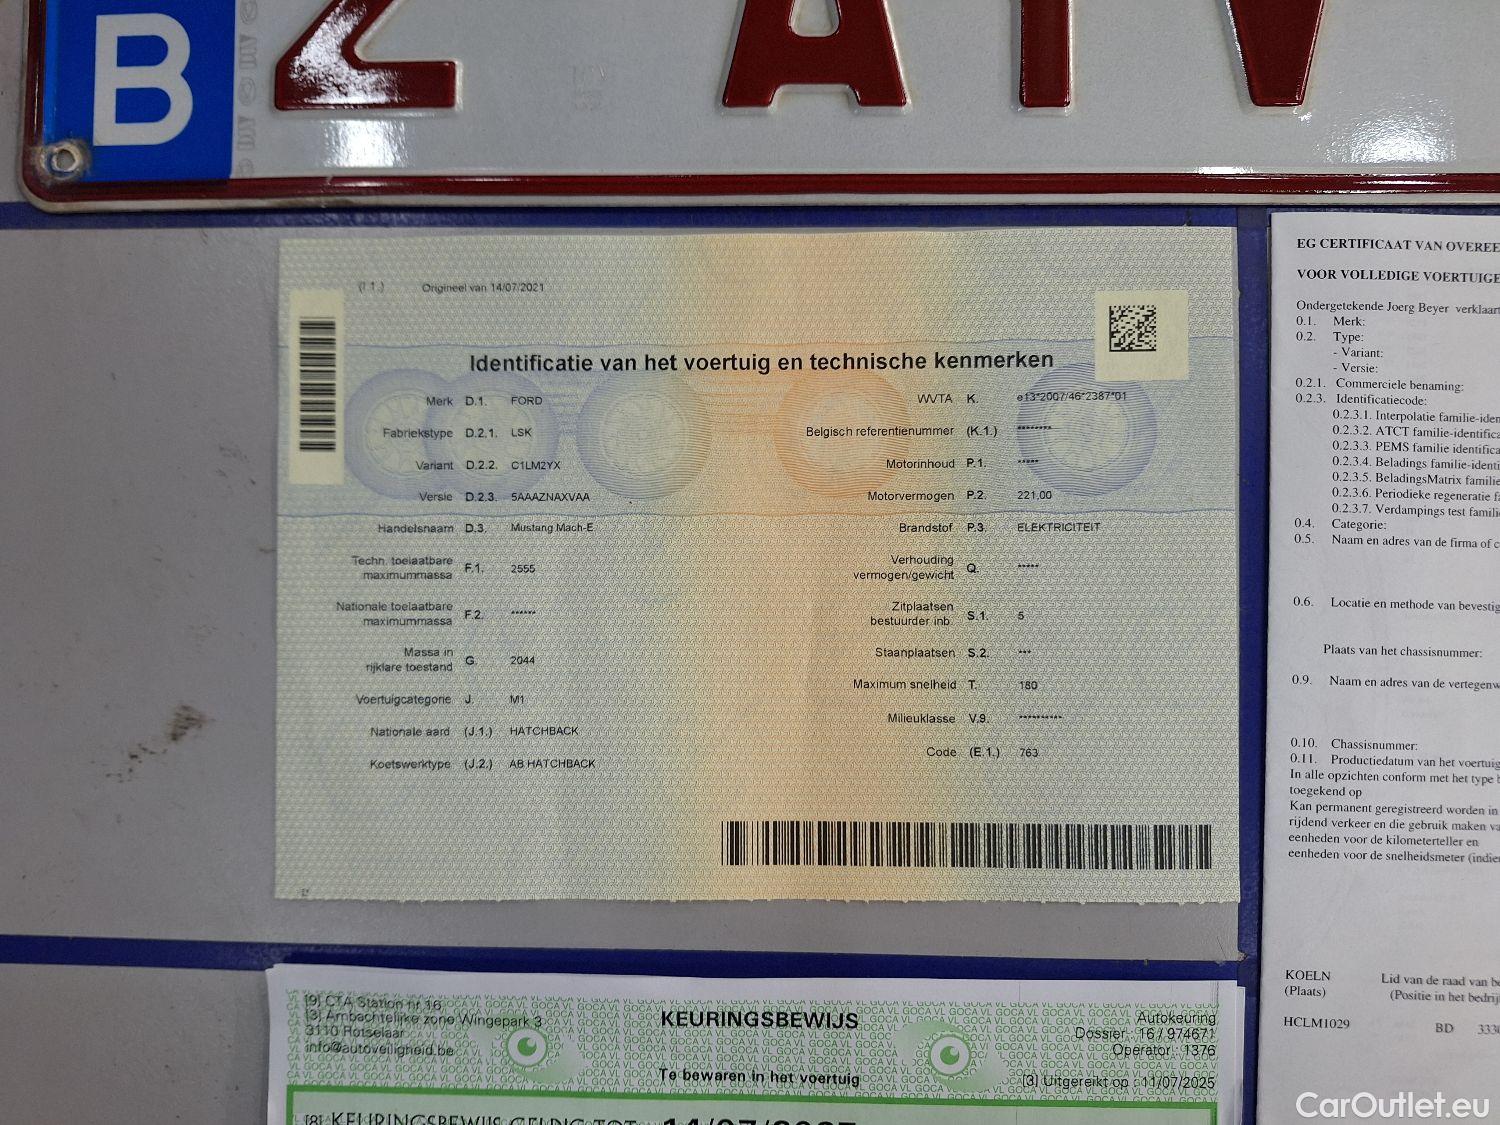 B
(I.1.) Origineel van 14/07/2021
Identificatie van het voertuig en technische kenmerken
Merk D.1. FORD
Fabriekstype D.2.1. LSK
Variant D.2.2. C1LM2YX
Versie D.2.3. 5AAAZNAXVAA
Handelsnaam D.3. Mustang Mach-E
Techn. toelaatbare
maximummassa F.1. 2555
Nationale toelaatbare
maximummassa F.2. ******
Massa in
rijklare toestand G. 2044
Voertuigcategorie J. M1
Nationale aard (J.1.) HATCHBACK
Koetswerktype (J.2.) AB HATCHBACK
WVTA K. e13*2007/46*2387*01
Belgisch referentienummer (K.1.) ********
Motorinhoud P.1. *****
Motorvermogen P.2. 221,00
Brandstof P.3. ELEKTRICITEIT
Verhouding
vermogen/gewicht Q. *****
Zitplaatsen
bestuurder inb. S.1. 5
Staanplaatsen S.2. ***
Maximum snelheid T. 180
Milieuklasse V.9. **********
Code (E.1.) 763
EG CERTIFICAAT VAN OVEREE
VOOR VOLLEDIGE VOERTUIGE
Ondergetekende Joerg Beyer verklaart
0.1. Merk:
0.2. Type:
- Variant:
- Versie:
0.2.1. Commerciele benaming:
0.2.3. Identificatiecode:
0.2.3.1. Interpolatie familie-iden
0.2.3.2. ATCT familie-identifica
0.2.3.3. PEMS familie identifica
0.2.3.4. Beladings familie-identi
0.2.3.5. BeladingsMatrix familie
0.2.3.6. Periodieke regeneratie fa
0.2.3.7. Verdampings test famili
0.4. Categorie:
0.5. Naam en adres van de firma of c
0.6. Locatie en methode van bevestig
Plaats van het chassisnummer:
0.9. Naam en adres van de vertegenw
0.10. Chassisnummer:
0.11. Productiedatum van het voertuig
In alle opzichten conform met het type b
toegekend op
Kan permanent geregistreerd worden in
rijdend verkeer en die gebruik maken va
eenheden voor de kilometerteller en
eenheden voor de snelheidsmeter (indien
KOELN Lid van de raad van be
(Plaats) (Positie in het bedrij
HCLM1029 BD 3330
[9] CTA Station nr 16
[3] Ambachtelijke zone Wingepark 3
3110 Rotselaar
info@autoveiligheid.be
KEURINGSBEWIJS
Te bewaren in het voertuig
Autokeuring
Dossier: 16 / 974671
Operator : 1376
[3] Uitgereikt op : 11/07/2025
[8] KEURINGSBEWIJS GELDIG TOT
CarOutlet.eu